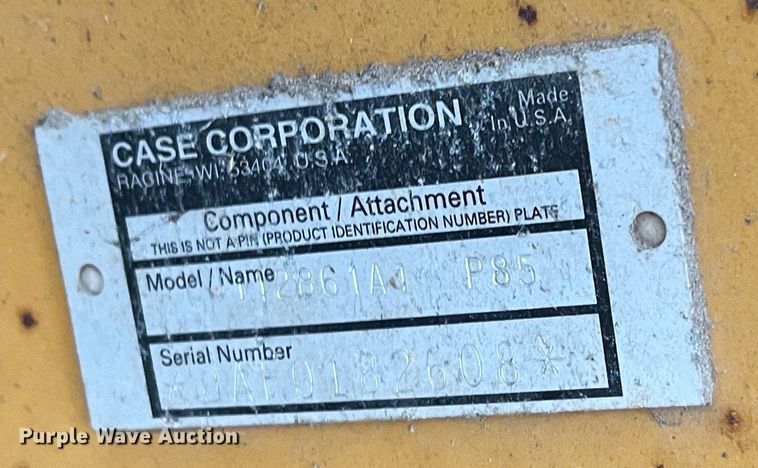 CASE CORPORATION
Made
In U.S.A.
RACINE, WI. 53404, U.S.A.
Component / Attachment
THIS IS NOT A PIN (PRODUCT IDENTIFICATION NUMBER) PLATE
Model / Name
112861A1 P85
Serial Number
*JAF0182608*
Purple Wave Auction